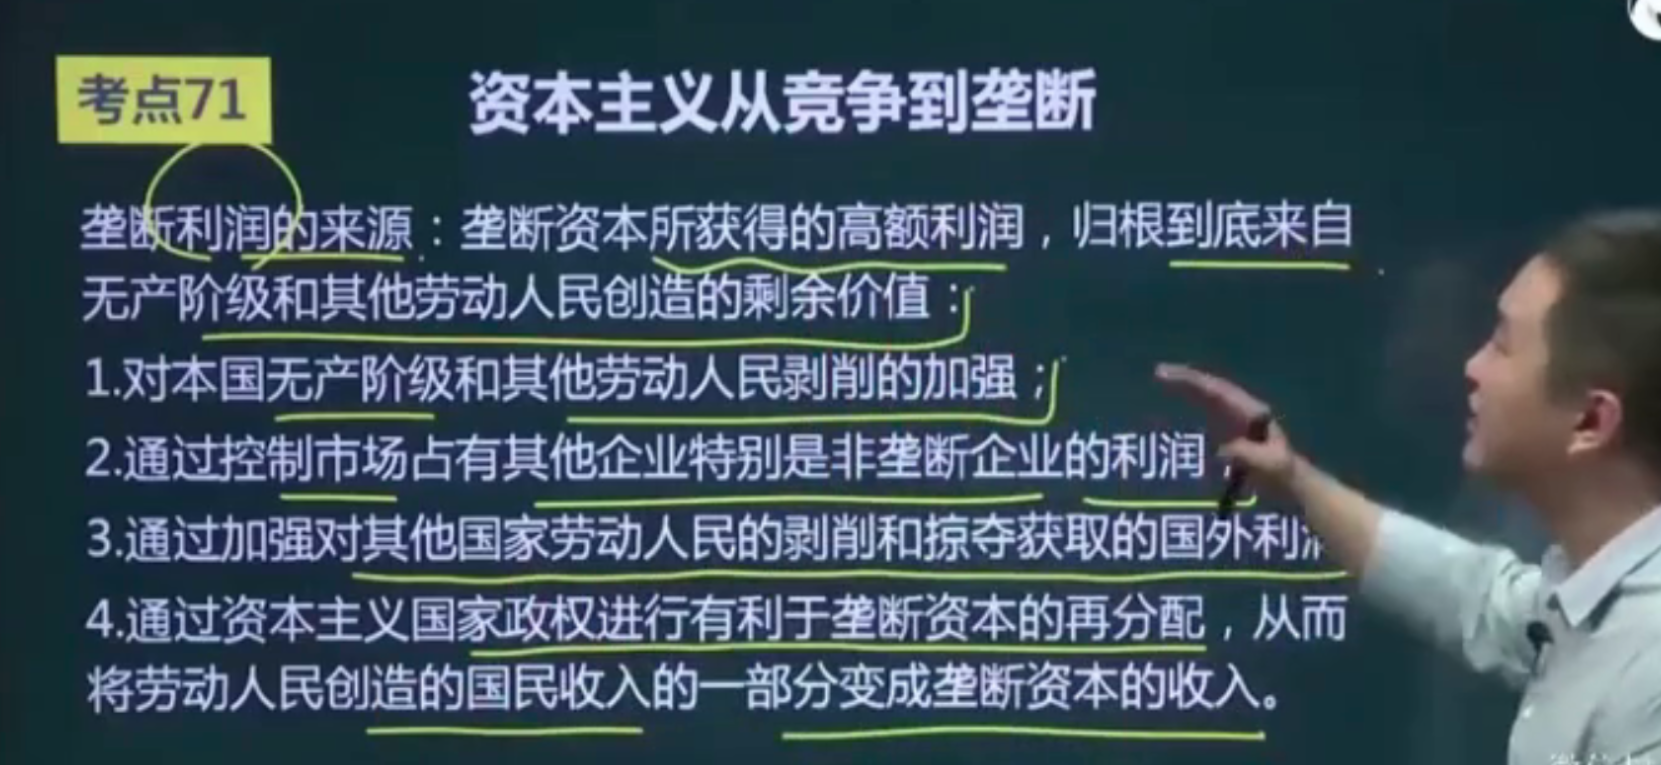 考点71
资本主义从竞争到垄断
垄断利润的来源：垄断资本所获得的高额利润，归根到底来自
无产阶级和其他劳动人民创造的剩余价值：
1.对本国无产阶级和其他劳动人民剥削的加强；
2.通过控制市场占有其他企业特别是非垄断企业的利润；
3.通过加强对其他国家劳动人民的剥削和掠夺获取的国外利
4.通过资本主义国家政权进行有利于垄断资本的再分配，从而
将劳动人民创造的国民收入的一部分变成垄断资本的收入。